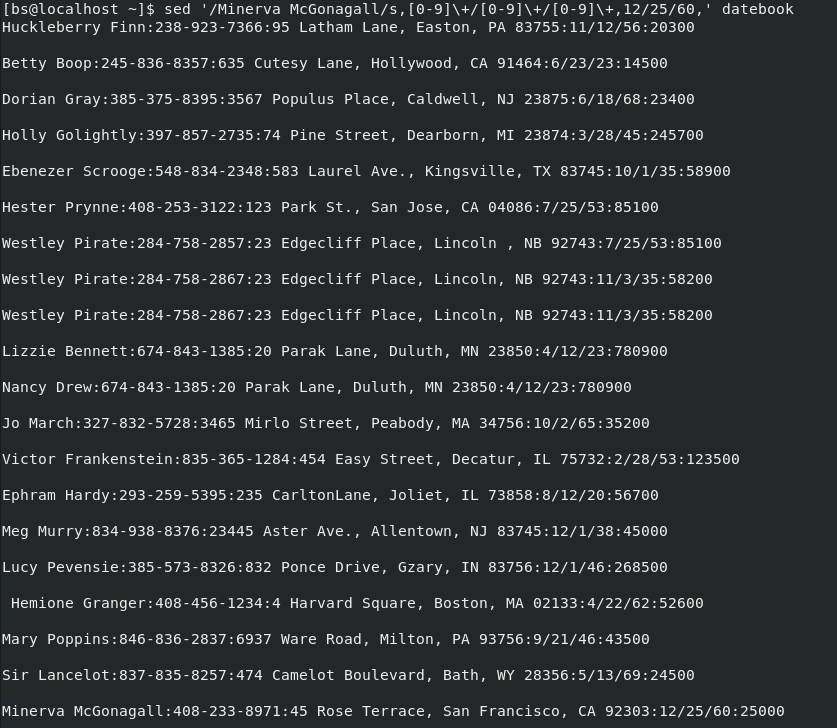 [bs@localhost ~]$ sed '/Minerva McGonagall/s,[0-9]\+/[0-9]\+/[0-9]\+,12/25/60,' datebook
Huckleberry Finn:238-923-7366:95 Latham Lane, Easton, PA 83755:11/12/56:20300
Betty Boop:245-836-8357:635 Cutesy Lane, Hollywood, CA 91464:6/23/23:14500
Dorian Gray:385-375-8395:3567 Populus Place, Caldwell, NJ 23875:6/18/68:23400
Holly Golightly:397-857-2735:74 Pine Street, Dearborn, MI 23874:3/28/45:245700
Ebenezer Scrooge:548-834-2348:583 Laurel Ave., Kingsville, TX 83745:10/1/35:58900
Hester Prynne:408-253-3122:123 Park St., San Jose, CA 04086:7/25/53:85100
Westley Pirate:284-758-2857:23 Edgecliff Place, Lincoln , NB 92743:7/25/53:85100
Westley Pirate:284-758-2867:23 Edgecliff Place, Lincoln, NB 92743:11/3/35:58200
Westley Pirate:284-758-2867:23 Edgecliff Place, Lincoln, NB 92743:11/3/35:58200
Lizzie Bennett:674-843-1385:20 Parak Lane, Duluth, MN 23850:4/12/23:780900
Nancy Drew:674-843-1385:20 Parak Lane, Duluth, MN 23850:4/12/23:780900
Jo March:327-832-5728:3465 Mirlo Street, Peabody, MA 34756:10/2/65:35200
Victor Frankenstein:835-365-1284:454 Easy Street, Decatur, IL 75732:2/28/53:123500
Ephram Hardy:293-259-5395:235 CarltonLane, Joliet, IL 73858:8/12/20:56700
Meg Murry:834-938-8376:23445 Aster Ave., Allentown, NJ 83745:12/1/38:45000
Lucy Pevensie:385-573-8326:832 Ponce Drive, Gzary, IN 83756:12/1/46:268500
 Hemione Granger:408-456-1234:4 Harvard Square, Boston, MA 02133:4/22/62:52600
Mary Poppins:846-836-2837:6937 Ware Road, Milton, PA 93756:9/21/46:43500
Sir Lancelot:837-835-8257:474 Camelot Boulevard, Bath, WY 28356:5/13/69:24500
Minerva McGonagall:408-233-8971:45 Rose Terrace, San Francisco, CA 92303:12/25/60:25000